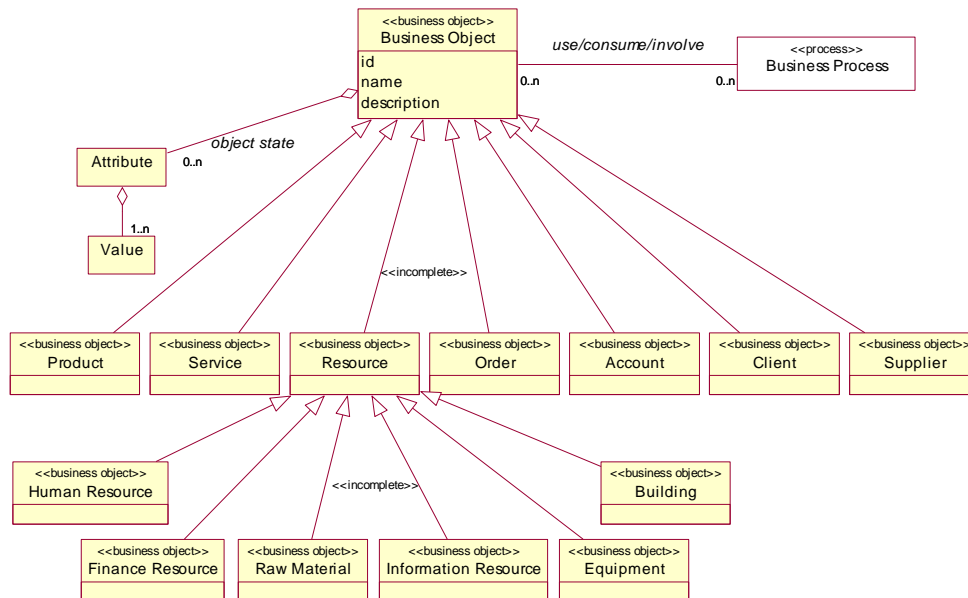 <<business object>>
Business Object
id
name
description
use/consume/involve
0..n
0..n
<<process>>
Business Process
object state
0..n
Attribute
1..n
Value
<<incomplete>>
<<business object>>
Product
<<business object>>
Service
<<business object>>
Resource
<<business object>>
Order
<<business object>>
Account
<<business object>>
Client
<<business object>>
Supplier
<<business object>>
Human Resource
<<incomplete>>
<<business object>>
Building
<<business object>>
Finance Resource
<<business object>>
Raw Material
<<business object>>
Information Resource
<<business object>>
Equipment